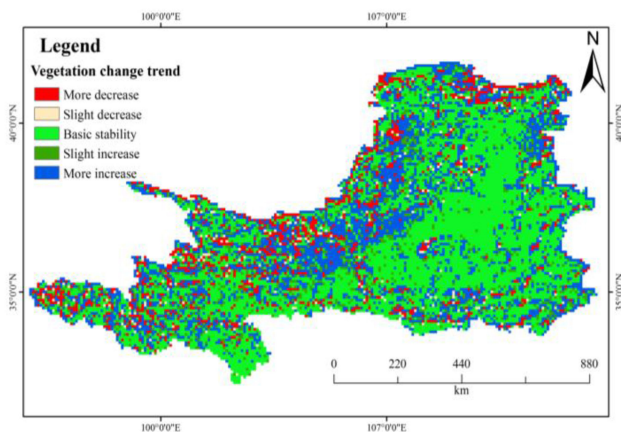 100°0'0"E 107°0'0"E
Legend
Vegetation change trend
More decrease
Slight decrease
Basic stability
Slight increase
More increase
N
40°0'0"N 40°0'0"N
35°0'0"N 35°0'0"N
0 220 440 880
km
100°0'0"E 107°0'0"E